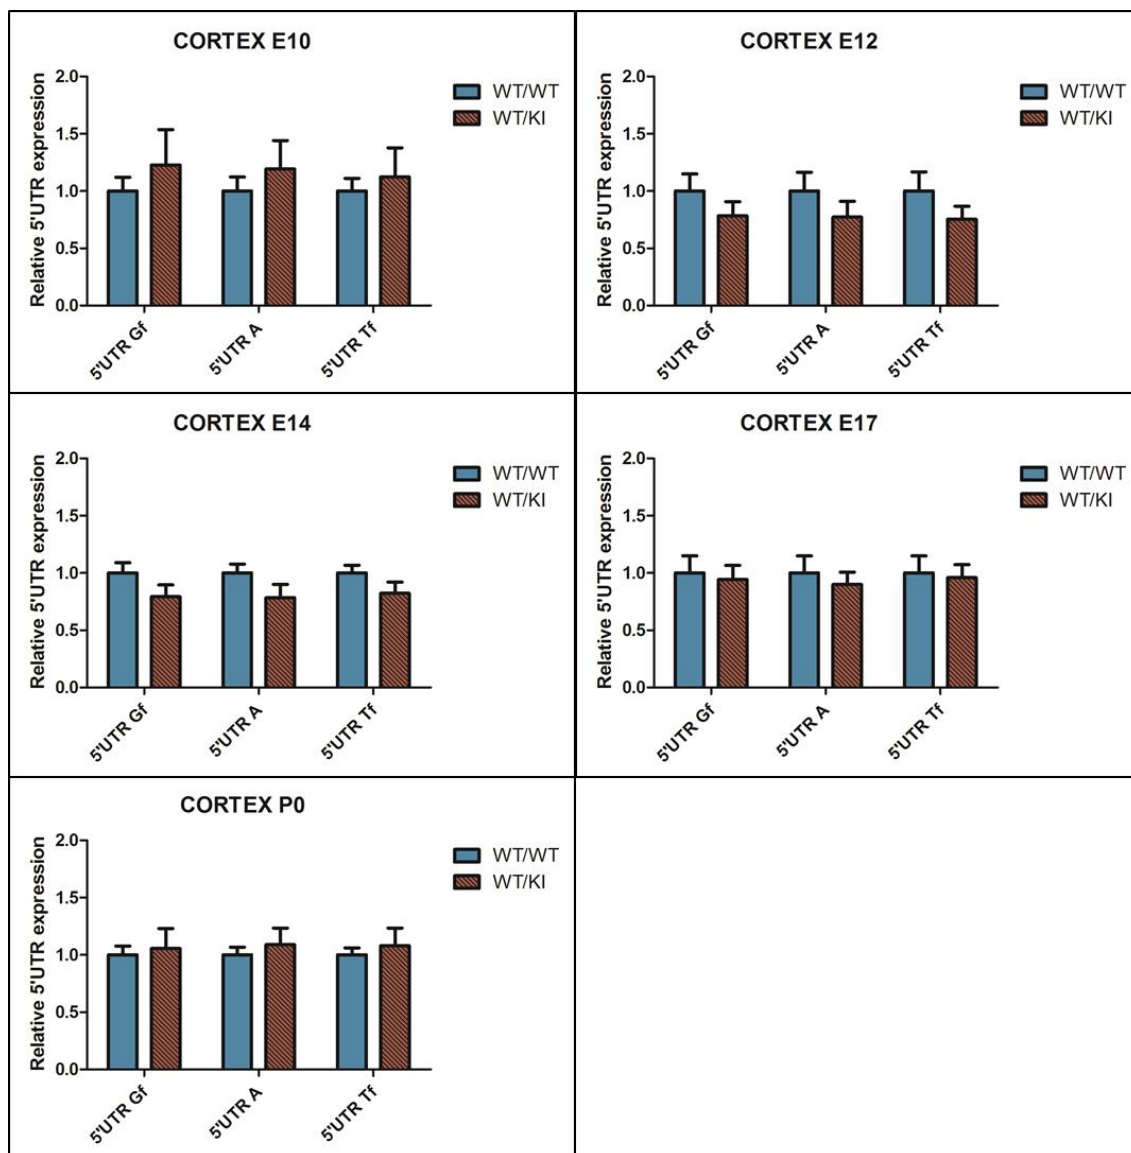 CORTEX E10
Relative 5'UTR expression
2.0
1.5
1.0
0.5
0.0
5'UTR Gf
5'UTR A
5'UTR Tf
WT/WT
WT/KI
CORTEX E12
Relative 5'UTR expression
2.0
1.5
1.0
0.5
0.0
5'UTR Gf
5'UTR A
5'UTR Tf
WT/WT
WT/KI
CORTEX E14
Relative 5'UTR expression
2.0
1.5
1.0
0.5
0.0
5'UTR Gf
5'UTR A
5'UTR Tf
WT/WT
WT/KI
CORTEX E17
Relative 5'UTR expression
2.0
1.5
1.0
0.5
0.0
5'UTR Gf
5'UTR A
5'UTR Tf
WT/WT
WT/KI
CORTEX P0
Relative 5'UTR expression
2.0
1.5
1.0
0.5
0.0
5'UTR Gf
5'UTR A
5'UTR Tf
WT/WT
WT/KI